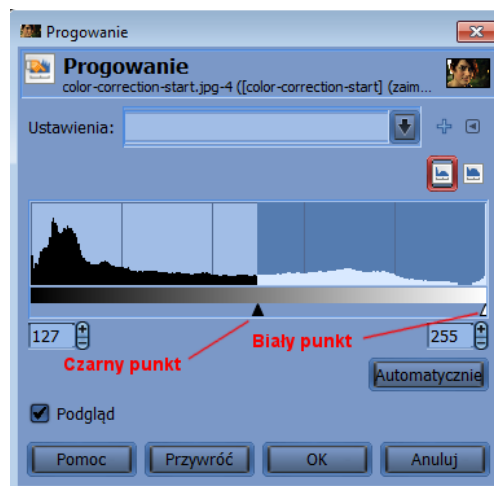 Progowanie
Progowanie
color-correction-start.jpg-4 ([color-correction-start] (zaim...
Ustawienia:
127
Czarny punkt
Biały punkt
255
Automatycznie
Podgląd
Pomoc
Przywróć
OK
Anuluj